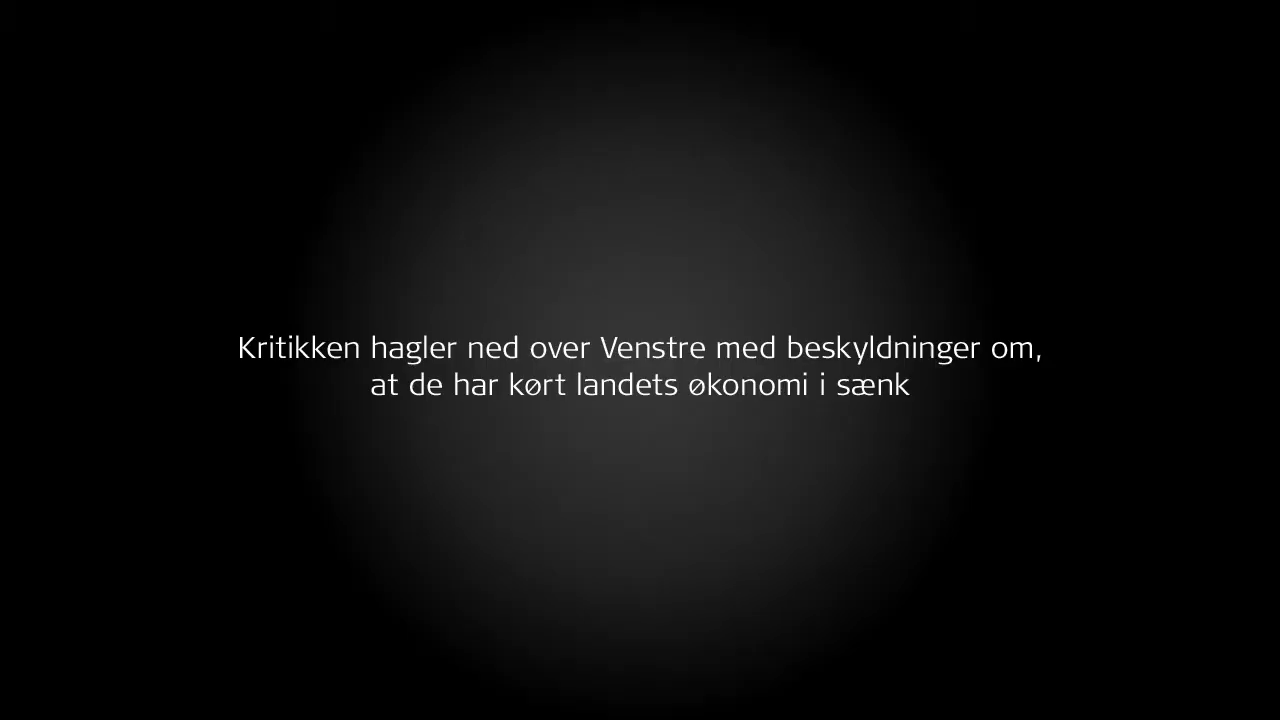 Kritikken hagler ned over Venstre med beskyldninger om,
at de har kørt landets økonomi i sænk